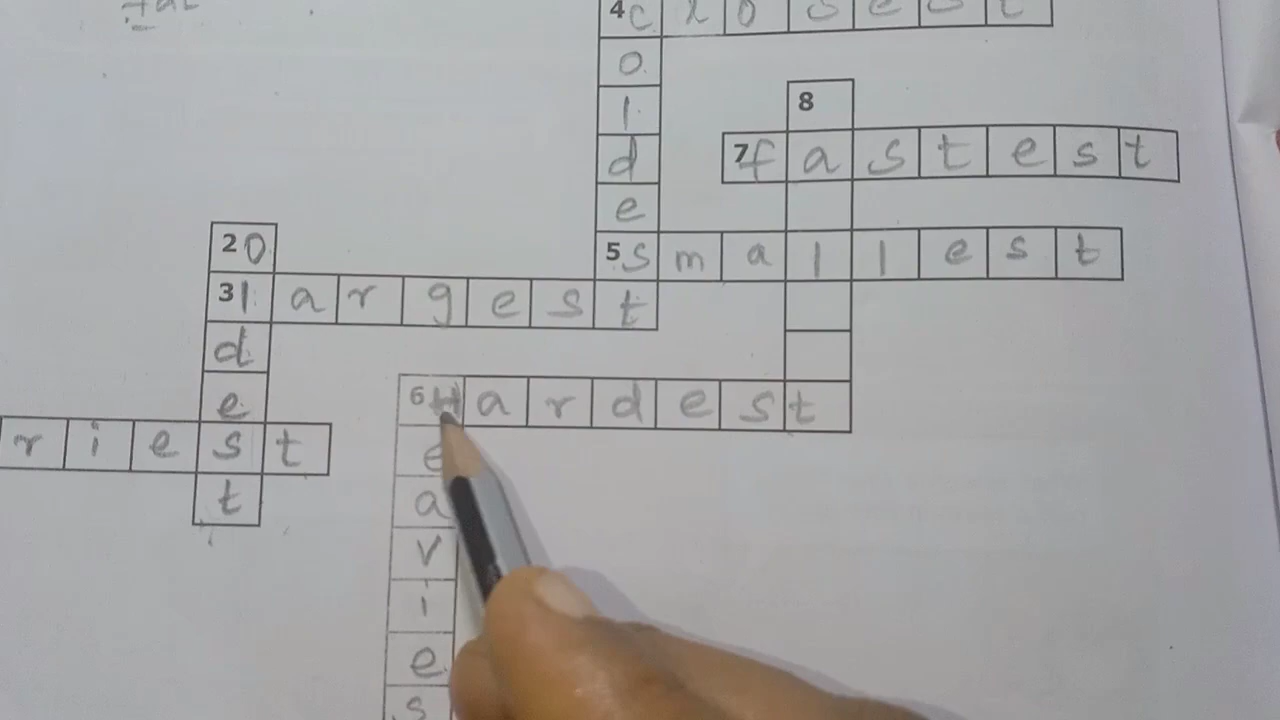 4 c l o s e s t
o
l
8
7 f a s t e s t
d
e
2 O
5 s m a l l e s t
3 l a r g e s t
d
6 H a r d e s t
e
r i e s t
e
t
a
v
i
e
s